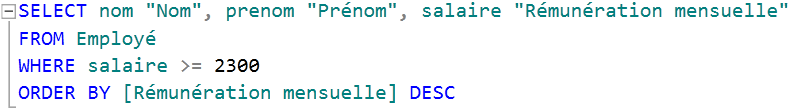 SELECT nom "Nom", prenom "Prénom", salaire "Rémunération mensuelle"
FROM Employé
WHERE salaire >= 2300
ORDER BY [Rémunération mensuelle] DESC